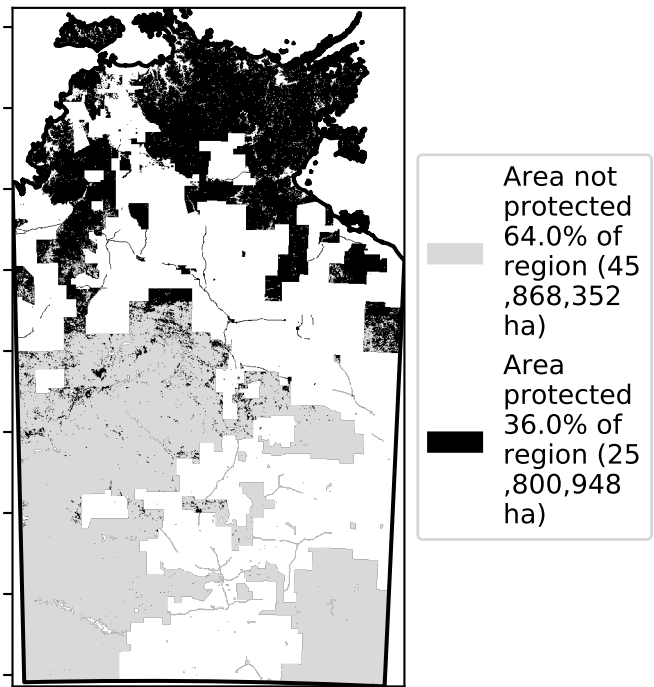 Area not
protected
64.0% of
region (45
,868,352
ha)
Area
protected
36.0% of
region (25
,800,948
ha)